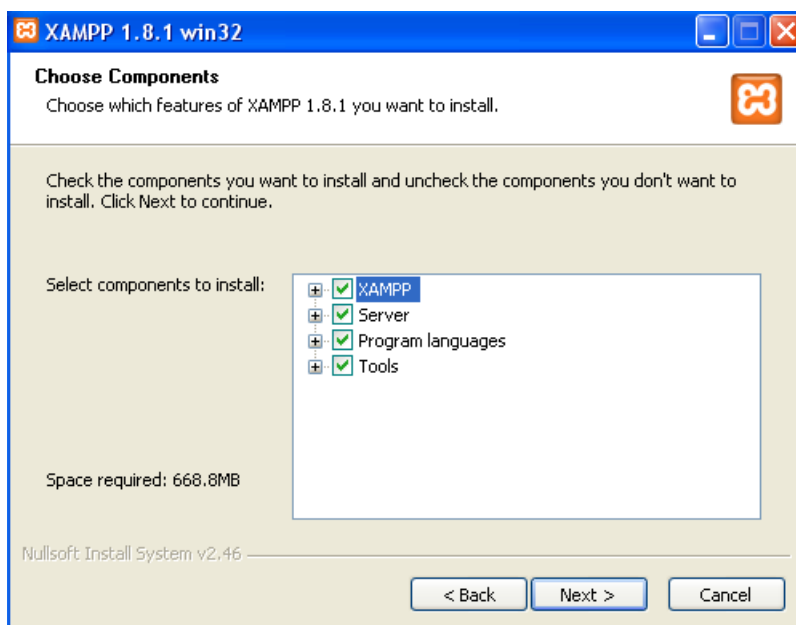 XAMPP 1.8.1 win32
Choose Components
Choose which features of XAMPP 1.8.1 you want to install.
Check the components you want to install and uncheck the components you don't want to
install. Click Next to continue.
Select components to install:
XAMPP
Server
Program languages
Tools
Space required: 668.8MB
Nullsoft Install System v2.46
< Back
Next >
Cancel